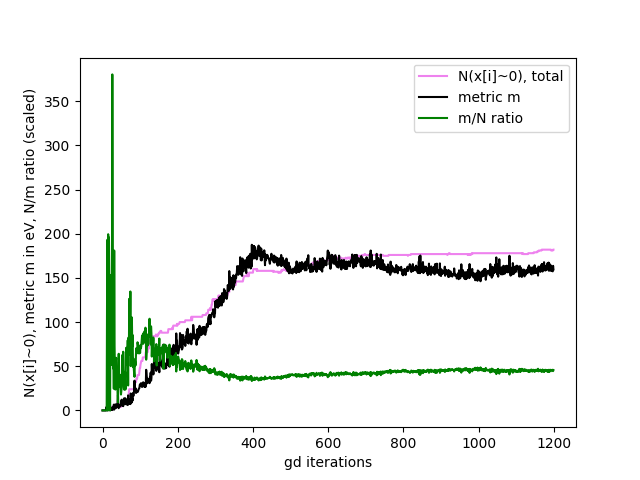 N(x[i]~0), total
metric m
m/N ratio
N(x[i]~0), metric m in eV, N/m ratio (scaled)
350
300
250
200
150
100
50
0
0 200 400 600 800 1000 1200
gd iterations